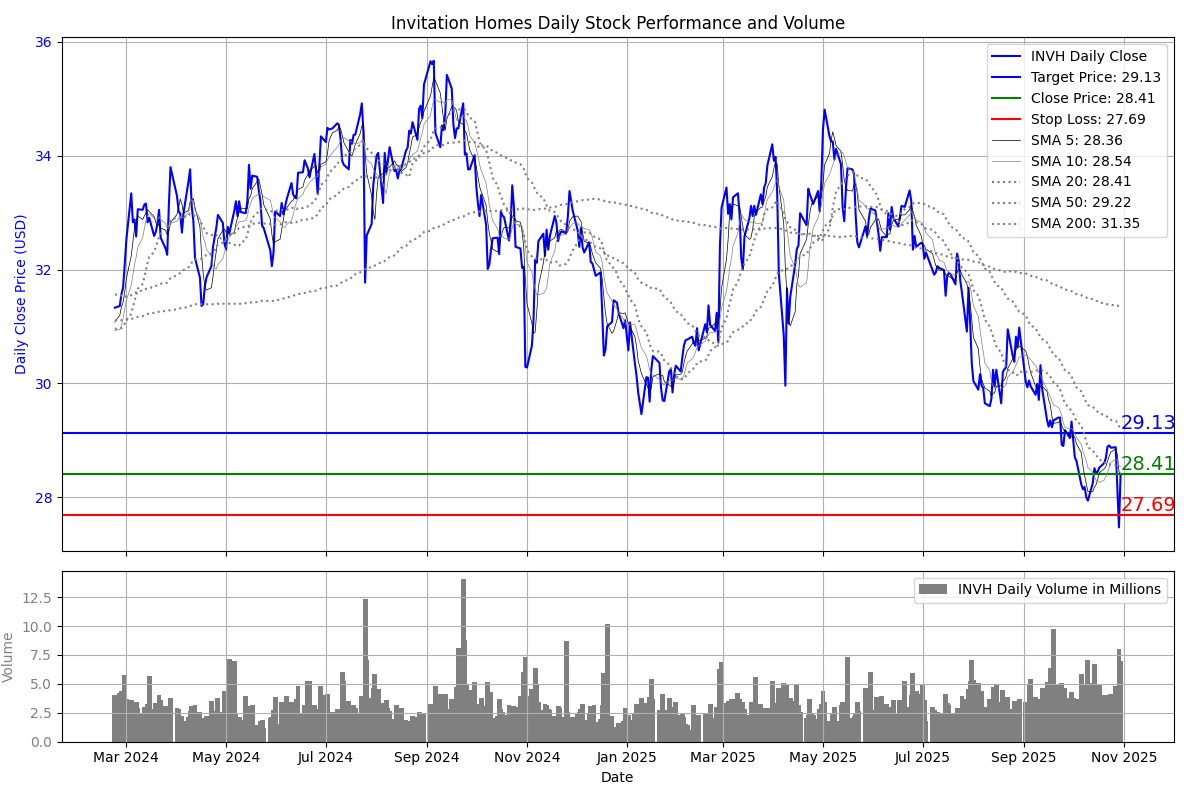 Invitation Homes Daily Stock Performance and Volume
36
34
32
30
28
Daily Close Price (USD)
INVH Daily Close
Target Price: 29.13
Close Price: 28.41
Stop Loss: 27.69
SMA 5: 28.36
SMA 10: 28.54
SMA 20: 28.41
SMA 50: 29.22
SMA 200: 31.35
29.13
28.41
27.69
12.5
10.0
7.5
5.0
2.5
0.0
Volume
INVH Daily Volume in Millions
Mar 2024 May 2024 Jul 2024 Sep 2024 Nov 2024 Jan 2025 Mar 2025 May 2025 Jul 2025 Sep 2025 Nov 2025
Date